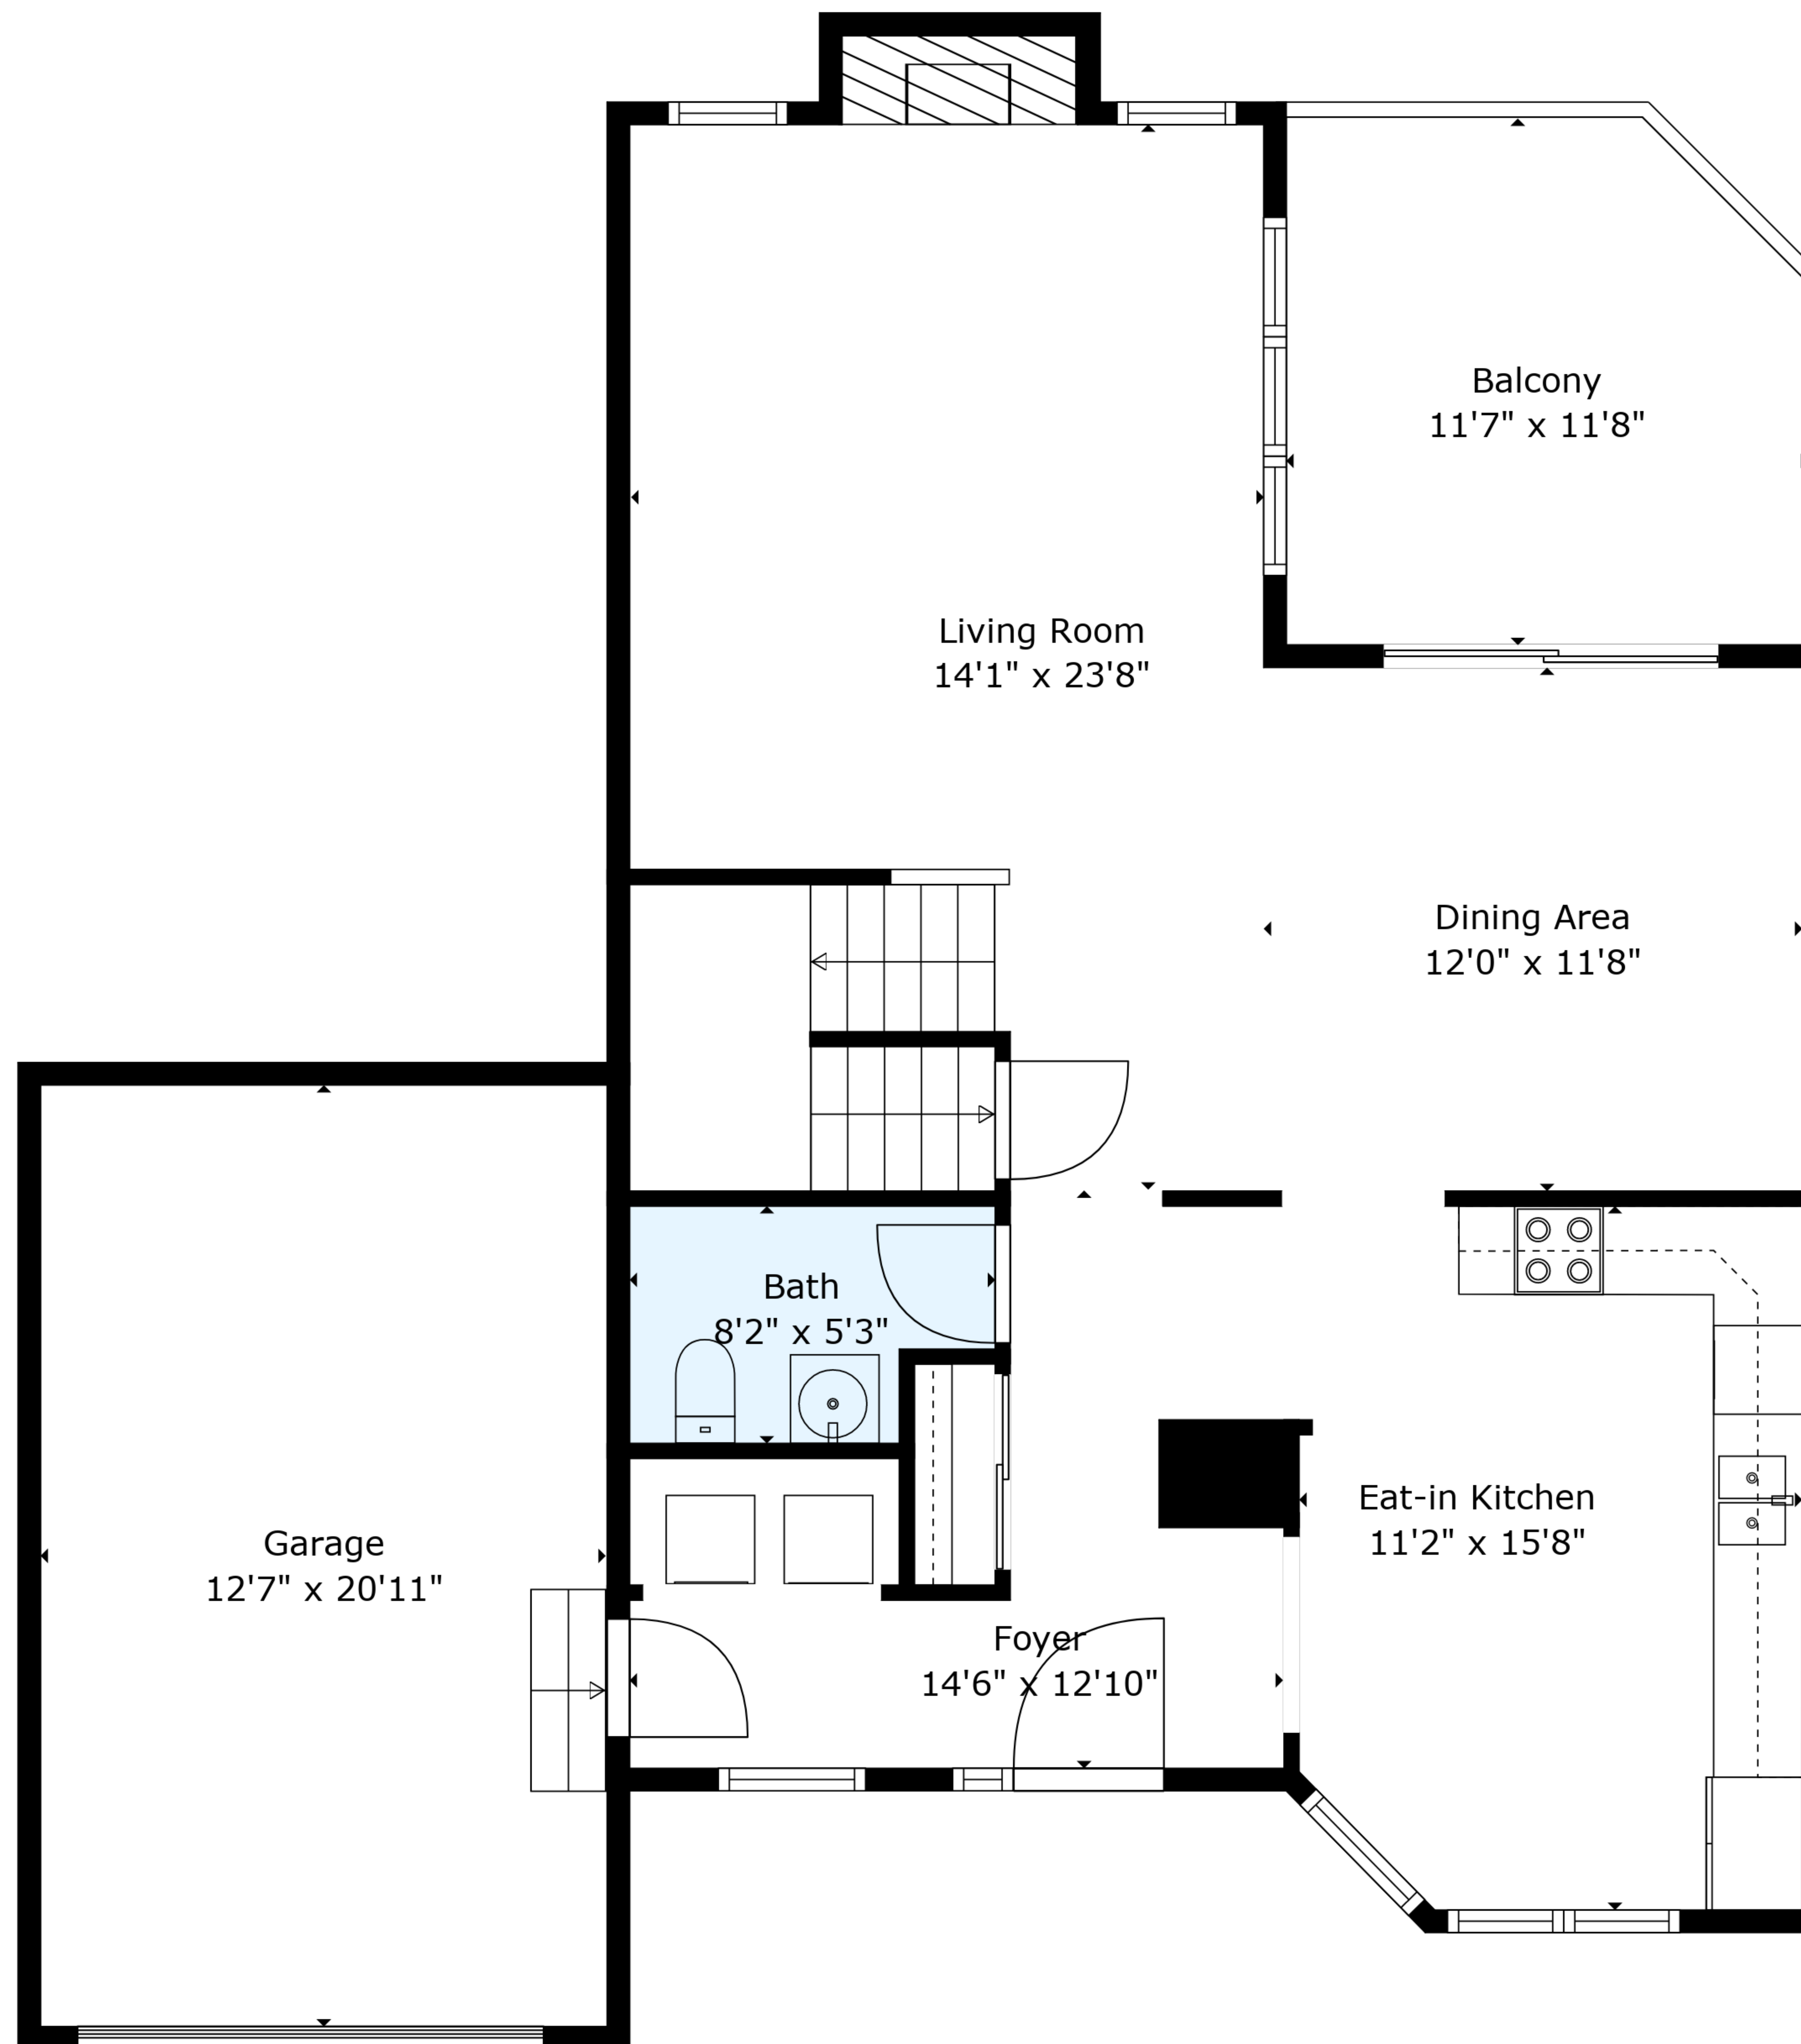 Balcony
11'7" x 11'8"
Living Room
14'1" x 23'8"
Dining Area
12'0" x 11'8"
Bath
8'2" x 5'3"
Eat-in Kitchen
11'2" x 15'8"
Garage
12'7" x 20'11"
Foyer
14'6" x 12'10"